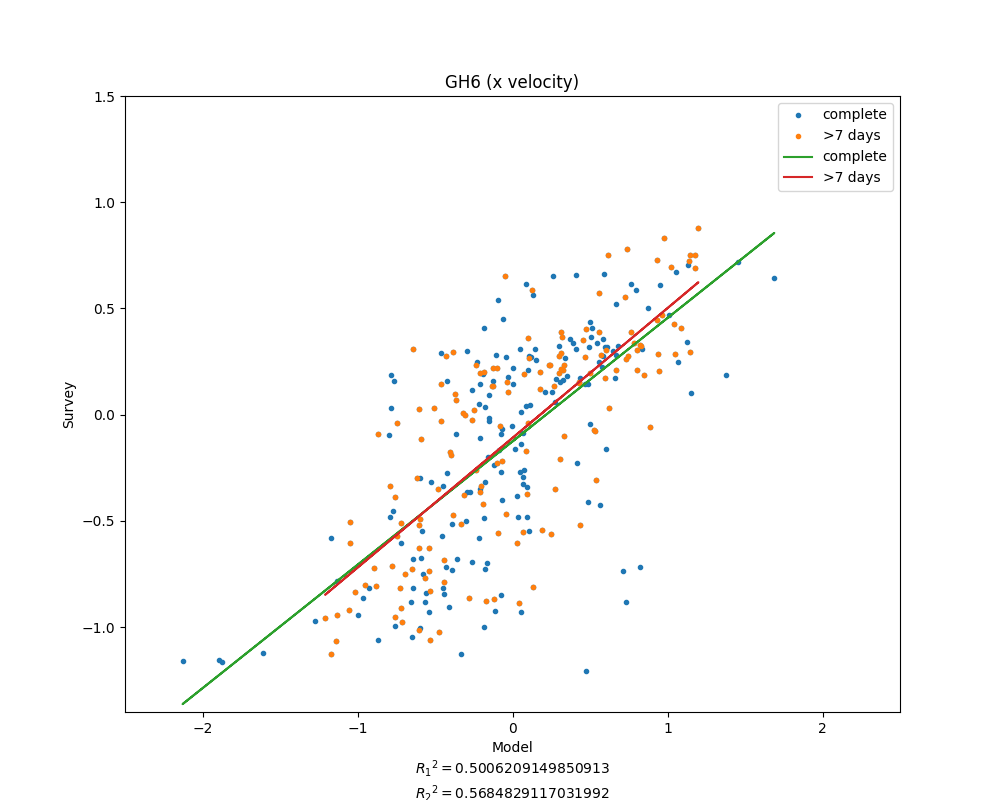 GH6 (x velocity)
complete
>7 days
complete
>7 days
1.5
1.0
0.5
0.0
−0.5
−1.0
Survey
−2
−1
0
1
2
Model
R₁² = 0.5006209149850913
R₂² = 0.5684829117031992